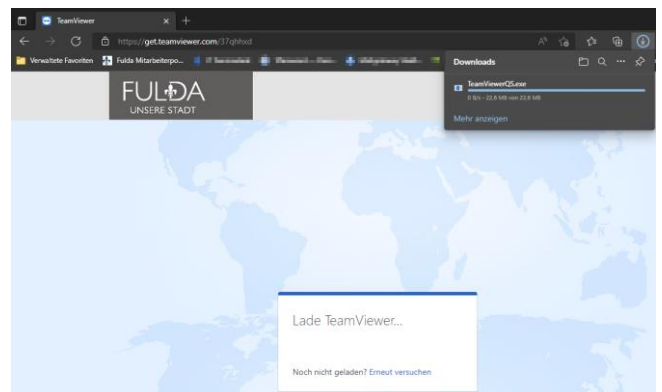 TeamViewer
https://get.teamviewer.com/37qhhxd
Verwaltete Favoriten Fulda Mitarbeiterpo...
Downloads
TeamViewerQS.exe
0 B/s - 22,6 MB von 22,6 MB
Mehr anzeigen
FULDA
UNSERE STADT
Lade TeamViewer...
Noch nicht geladen? Erneut versuchen